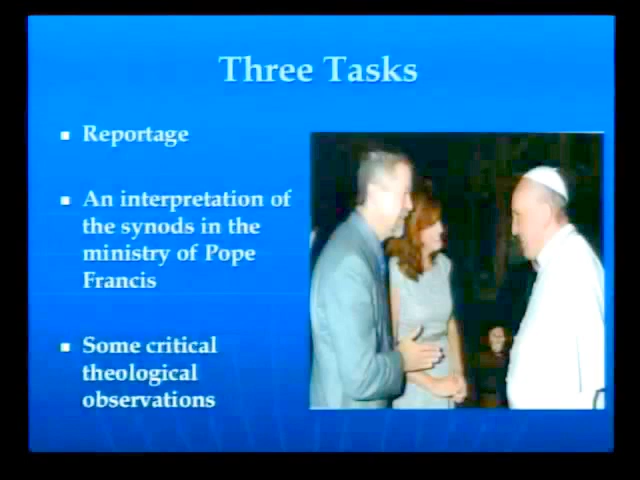 Three Tasks
Reportage
An interpretation of
the synods in the
ministry of Pope
Francis
Some critical
theological
observations